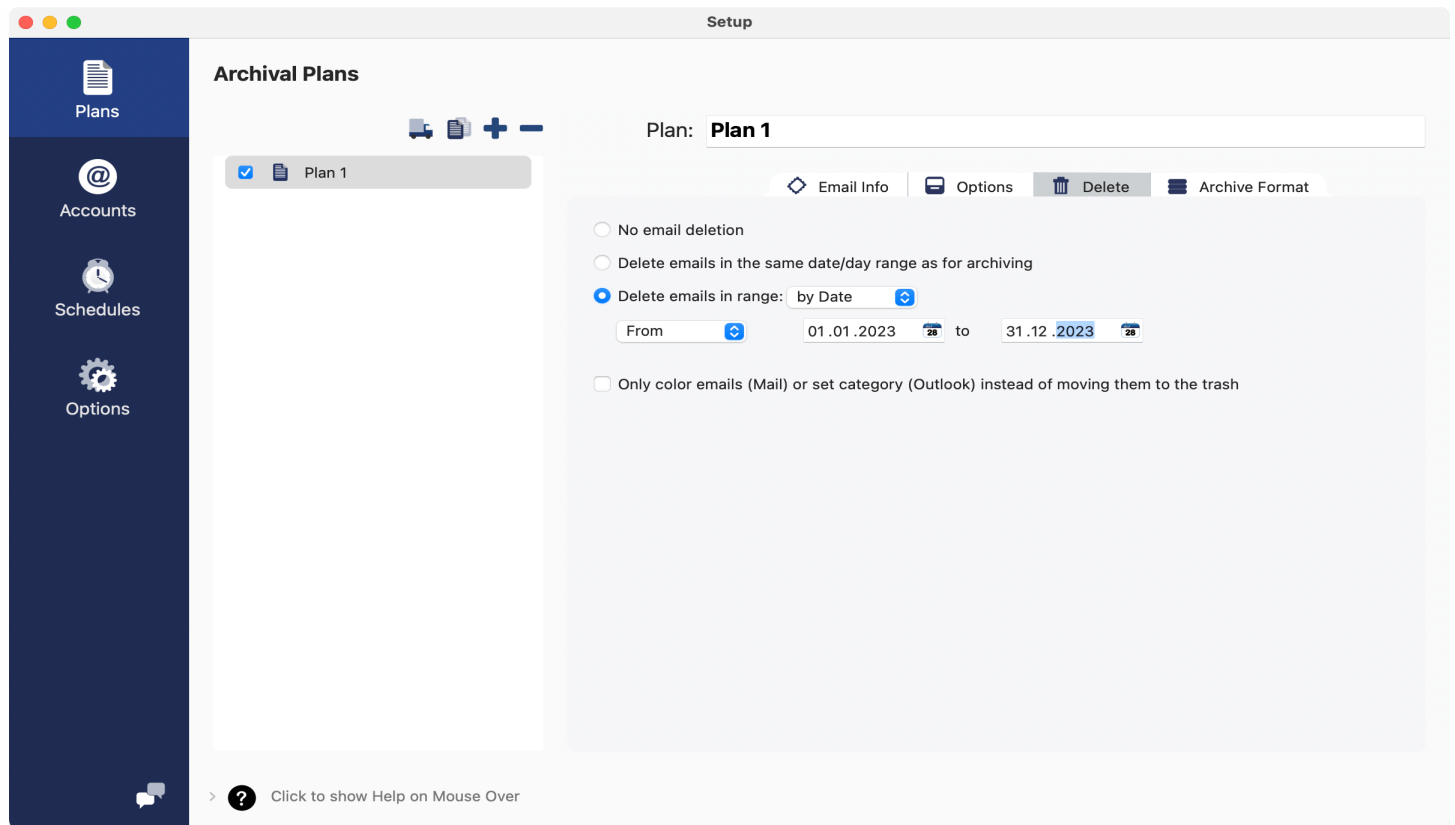 Setup
Plans
Accounts
Schedules
Options
Archival Plans
Plan 1
Plan: Plan 1
Email Info Options Delete Archive Format
No email deletion
Delete emails in the same date/day range as for archiving
Delete emails in range: by Date
From 01.01.2023 28 to 31.12.2023 28
Only color emails (Mail) or set category (Outlook) instead of moving them to the trash
? Click to show Help on Mouse Over